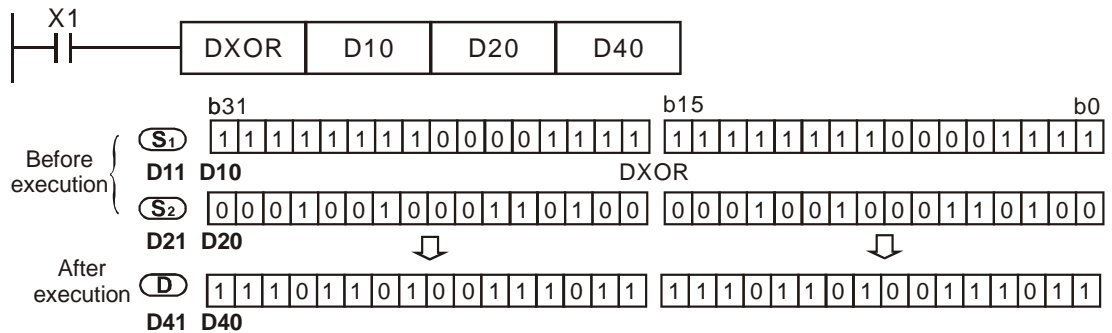 X1
DXOR D10 D20 D40
b31 b15 b0
S1 1 1 1 1 1 1 1 1 0 0 0 0 1 1 1 1 1 1 1 1 1 1 1 1 0 0 0 0 1 1 1 1
Before
execution
D11 D10 DXOR
S2 0 0 0 1 0 0 1 0 0 0 1 1 0 1 0 0 0 0 0 1 0 0 1 0 0 0 1 1 0 1 0 0
D21 D20
After
execution
D 1 1 1 0 1 1 0 1 0 0 1 1 1 0 1 1 1 1 1 0 1 1 0 1 0 0 1 1 1 0 1 1
D41 D40